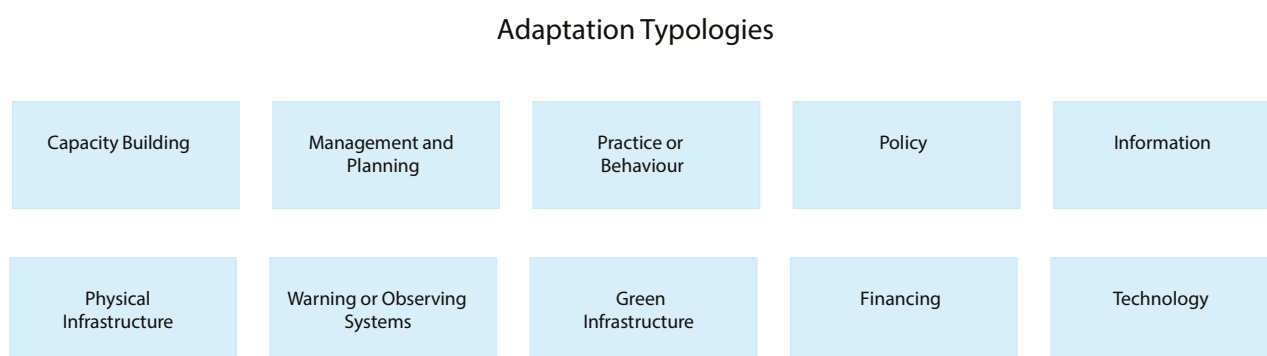 Adaptation Typologies
Capacity Building
Management and
Planning
Practice or
Behaviour
Policy
Information
Physical
Infrastructure
Warning or Observing
Systems
Green
Infrastructure
Financing
Technology